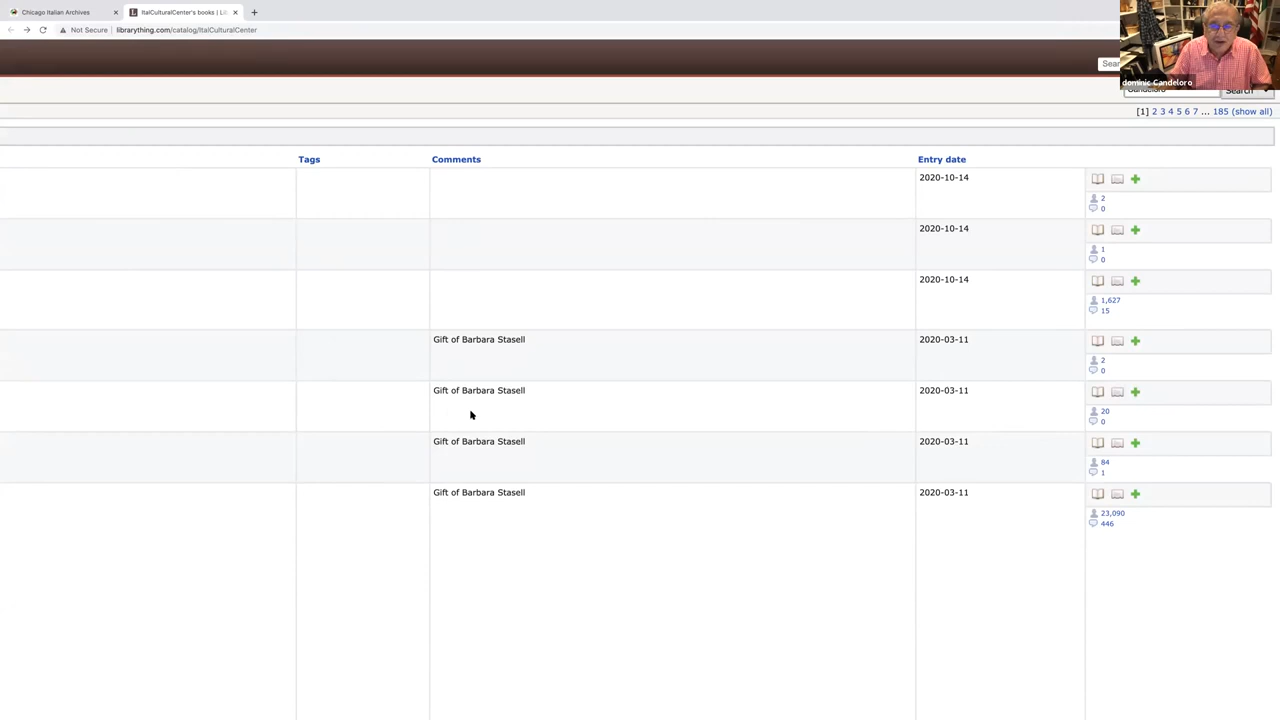 Chicago Italian Archives
ItalCulturalCenter's books | Li
Not Secure
librarything.com/catalog/ItalCulturalCenter
Sear
dominic Candeloro
Candeloro
Search
[1] 2 3 4 5 6 7 ... 185 (show all)
Tags
Comments
Entry date
2020-10-14
2
0
2020-10-14
1
0
2020-10-14
1,627
15
Gift of Barbara Stasell
2020-03-11
2
0
Gift of Barbara Stasell
2020-03-11
20
0
Gift of Barbara Stasell
2020-03-11
84
1
Gift of Barbara Stasell
2020-03-11
23,090
446